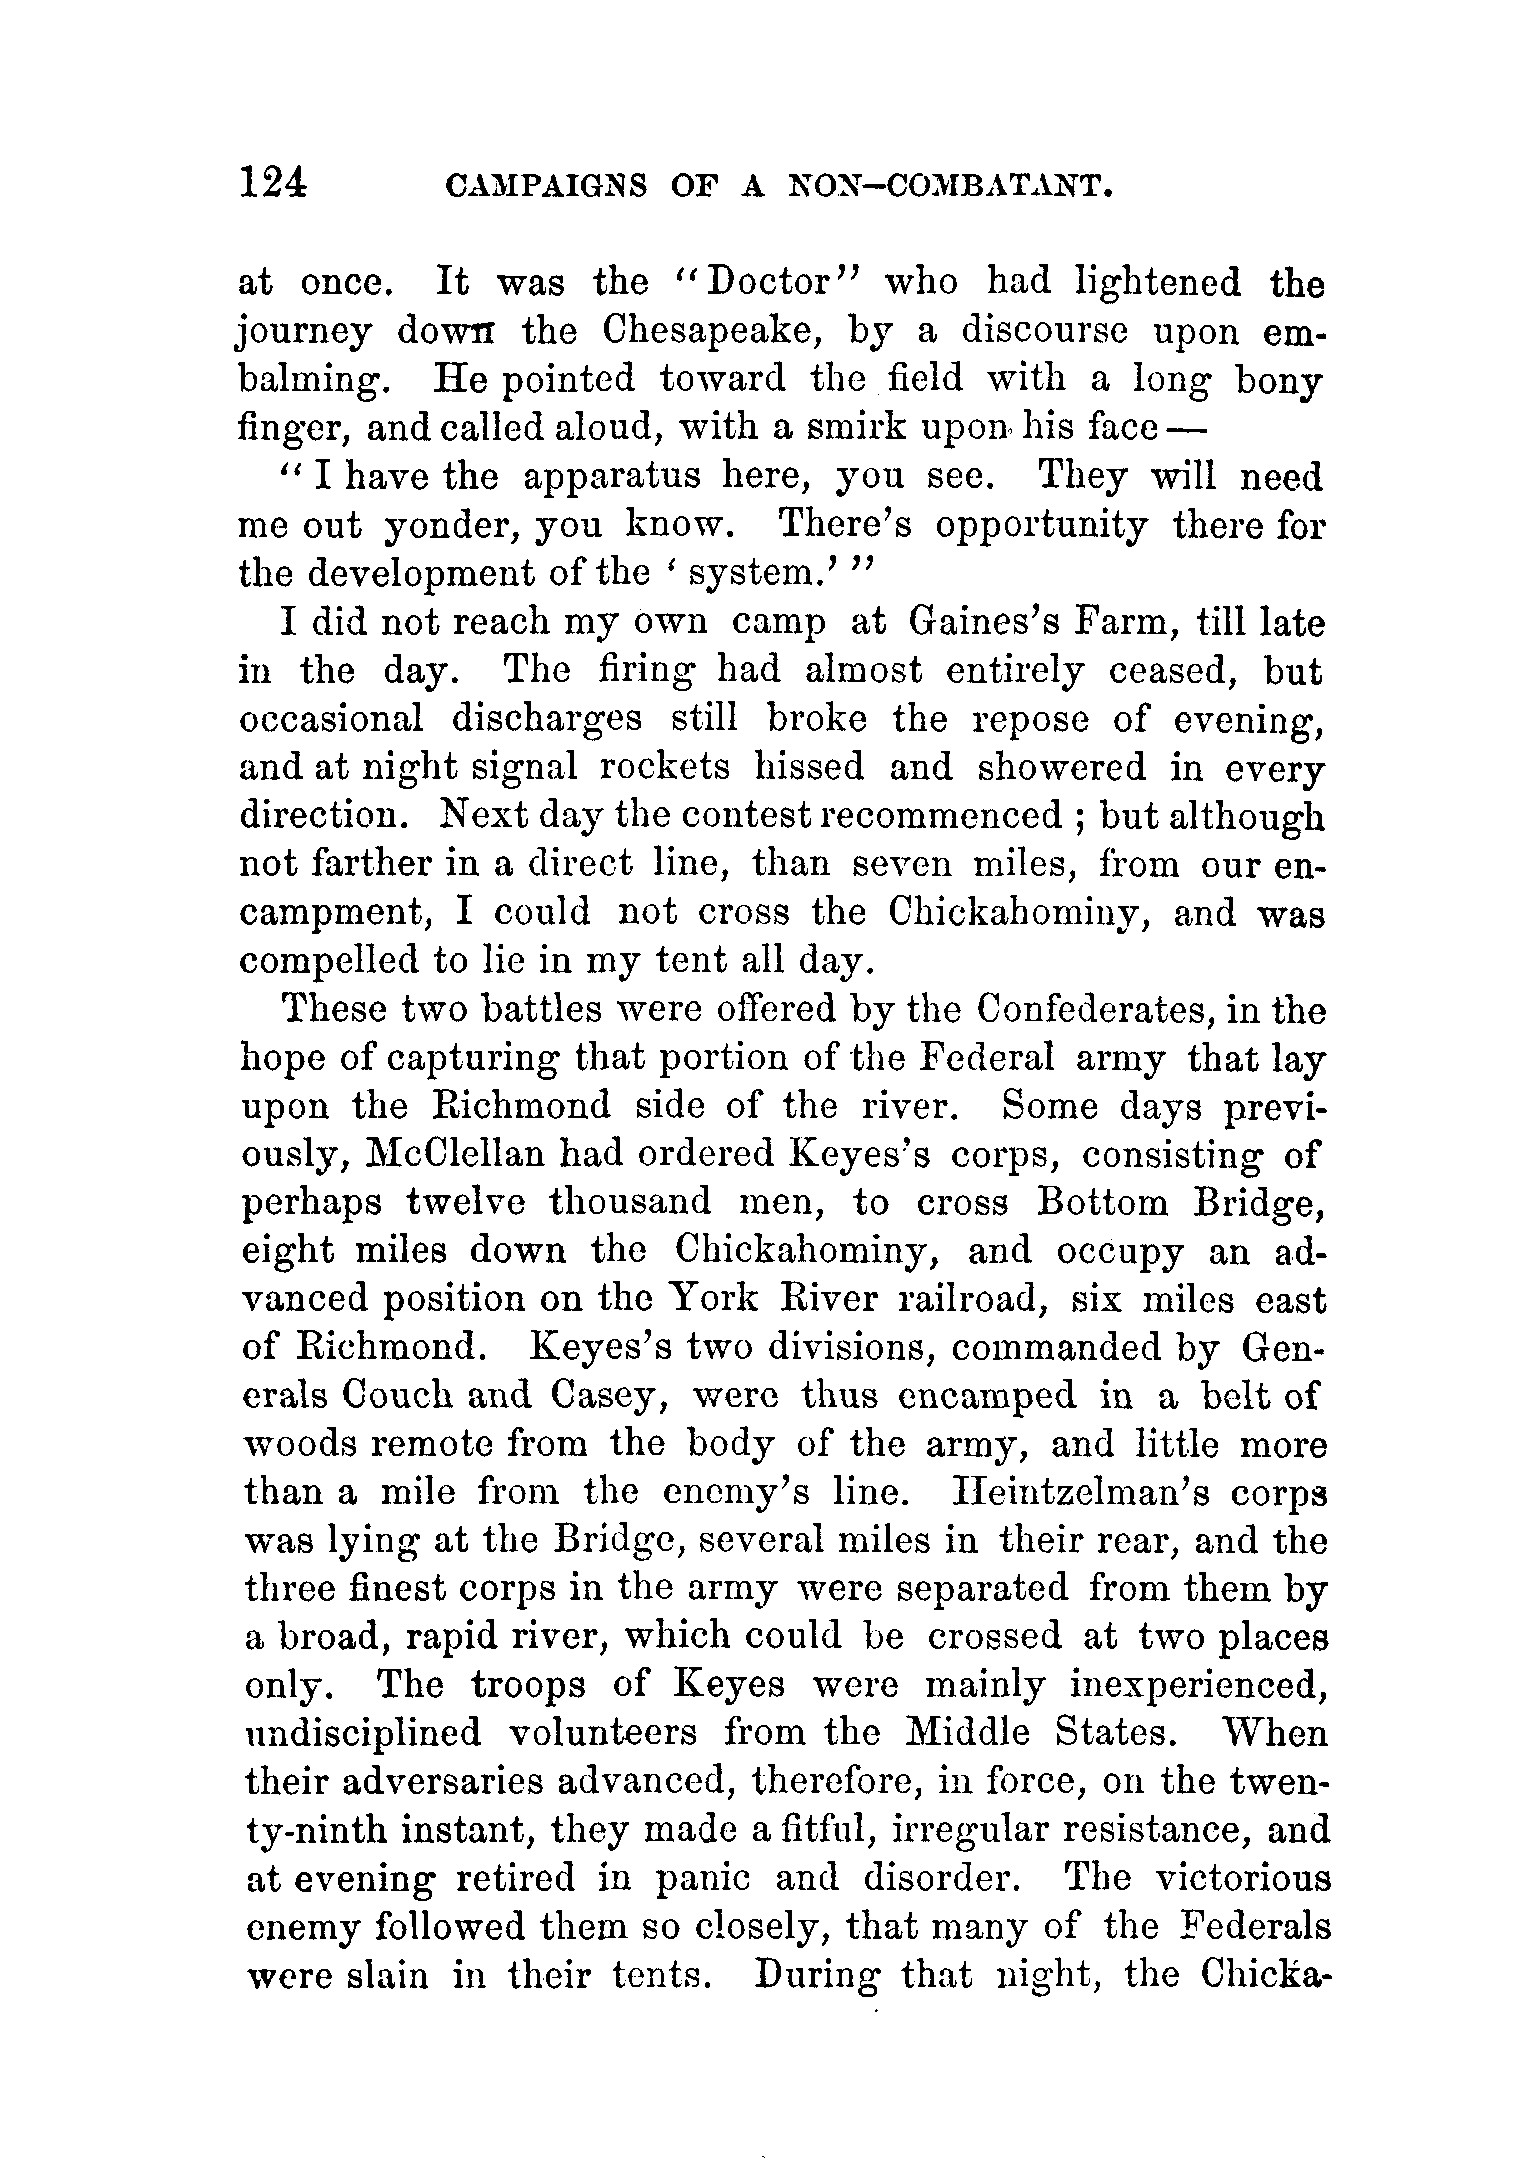 124 CAMPAIGNS OF A NON-COMBATANT.
at once. It was the "Doctor" who had lightened the
journey down the Chesapeake, by a discourse upon em-
balming. He pointed toward the field with a long bony
finger, and called aloud, with a smirk upon his face—
"I have the apparatus here, you see. They will need
me out yonder, you know. There's opportunity there for
the development of the 'system.'"
I did not reach my own camp at Gaines's Farm, till late
in the day. The firing had almost entirely ceased, but
occasional discharges still broke the repose of evening,
and at night signal rockets hissed and showered in every
direction. Next day the contest recommenced; but although
not farther in a direct line, than seven miles, from our en-
campment, I could not cross the Chickahominy, and was
compelled to lie in my tent all day.
These two battles were offered by the Confederates, in the
hope of capturing that portion of the Federal army that lay
upon the Richmond side of the river. Some days previ-
ously, McClellan had ordered Keyes's corps, consisting of
perhaps twelve thousand men, to cross Bottom Bridge,
eight miles down the Chickahominy, and occupy an ad-
vanced position on the York River railroad, six miles east
of Richmond. Keyes's two divisions, commanded by Gen-
erals Couch and Casey, were thus encamped in a belt of
woods remote from the body of the army, and little more
than a mile from the enemy's line. Heintzelman's corps
was lying at the Bridge, several miles in their rear, and the
three finest corps in the army were separated from them by
a broad, rapid river, which could be crossed at two places
only. The troops of Keyes were mainly inexperienced,
undisciplined volunteers from the Middle States. When
their adversaries advanced, therefore, in force, on the twen-
ty-ninth instant, they made a fitful, irregular resistance, and
at evening retired in panic and disorder. The victorious
enemy followed them so closely, that many of the Federals
were slain in their tents. During that night, the Chicka-